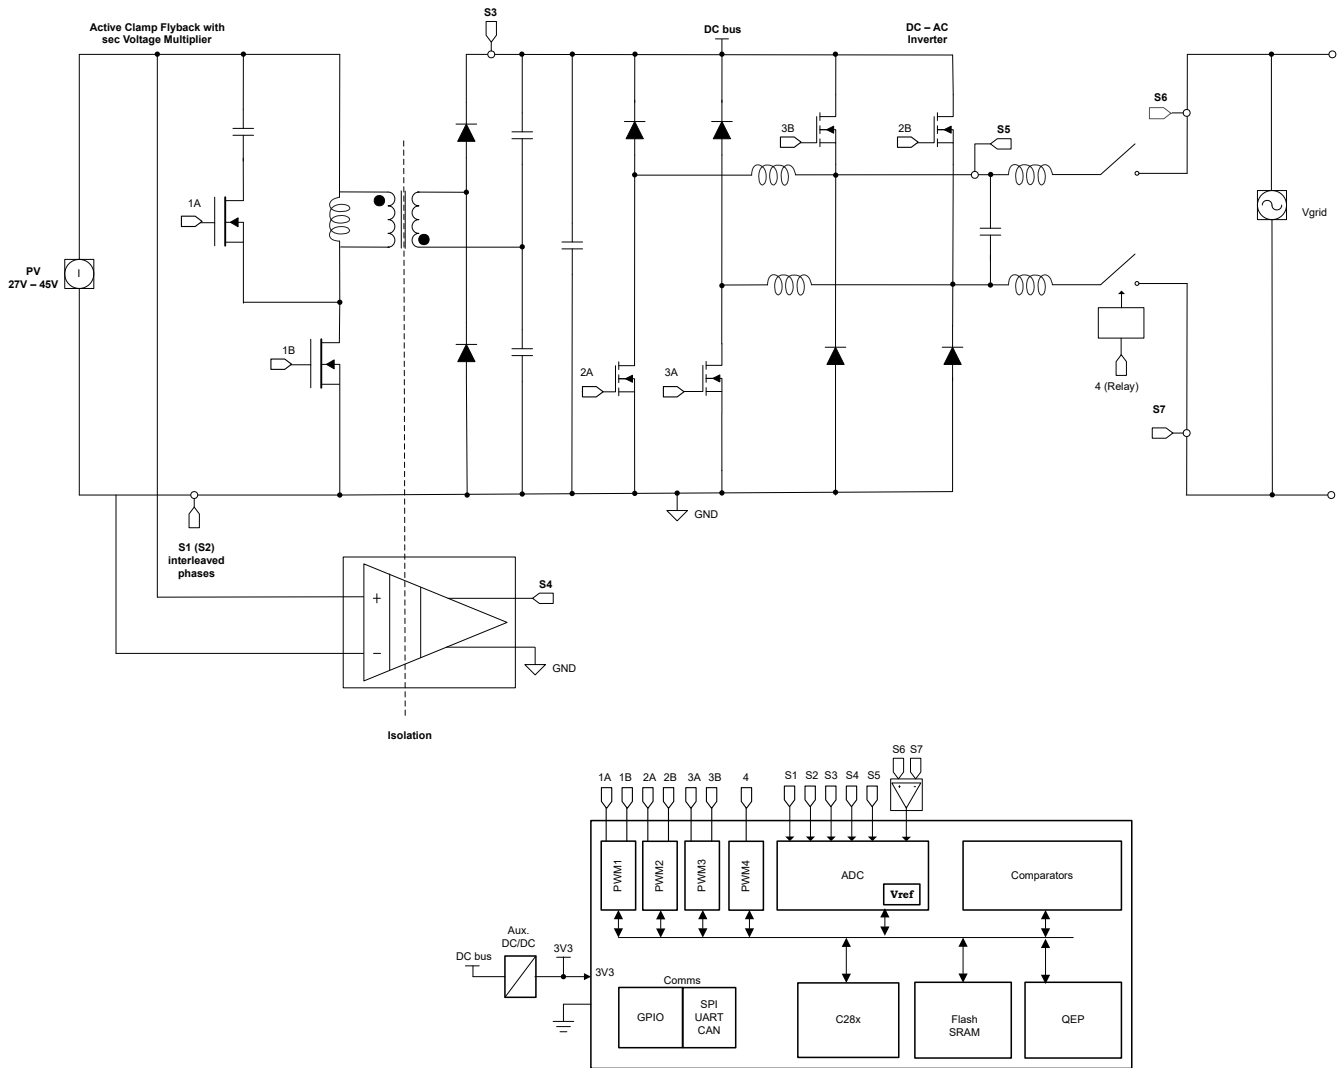 S3
Active Clamp Flyback with
sec Voltage Multiplier
DC bus
DC – AC
Inverter
S6
3B
2B
S5
1A
Vgrid
PV
27V – 45V
1B
2A
3A
4 (Relay)
S7
GND
S1 (S2)
interleaved
phases
+
−
S4
GND
Isolation
S6 S7
1A 1B 2A 2B 3A 3B 4 S1 S2 S3 S4 S5
+ -
PWM1
PWM2
PWM3
PWM4
ADC
Vref
Comparators
Aux.
DC/DC
DC bus
3V3
3V3
Comms
GPIO
SPI
UART
CAN
C28x
Flash
SRAM
QEP